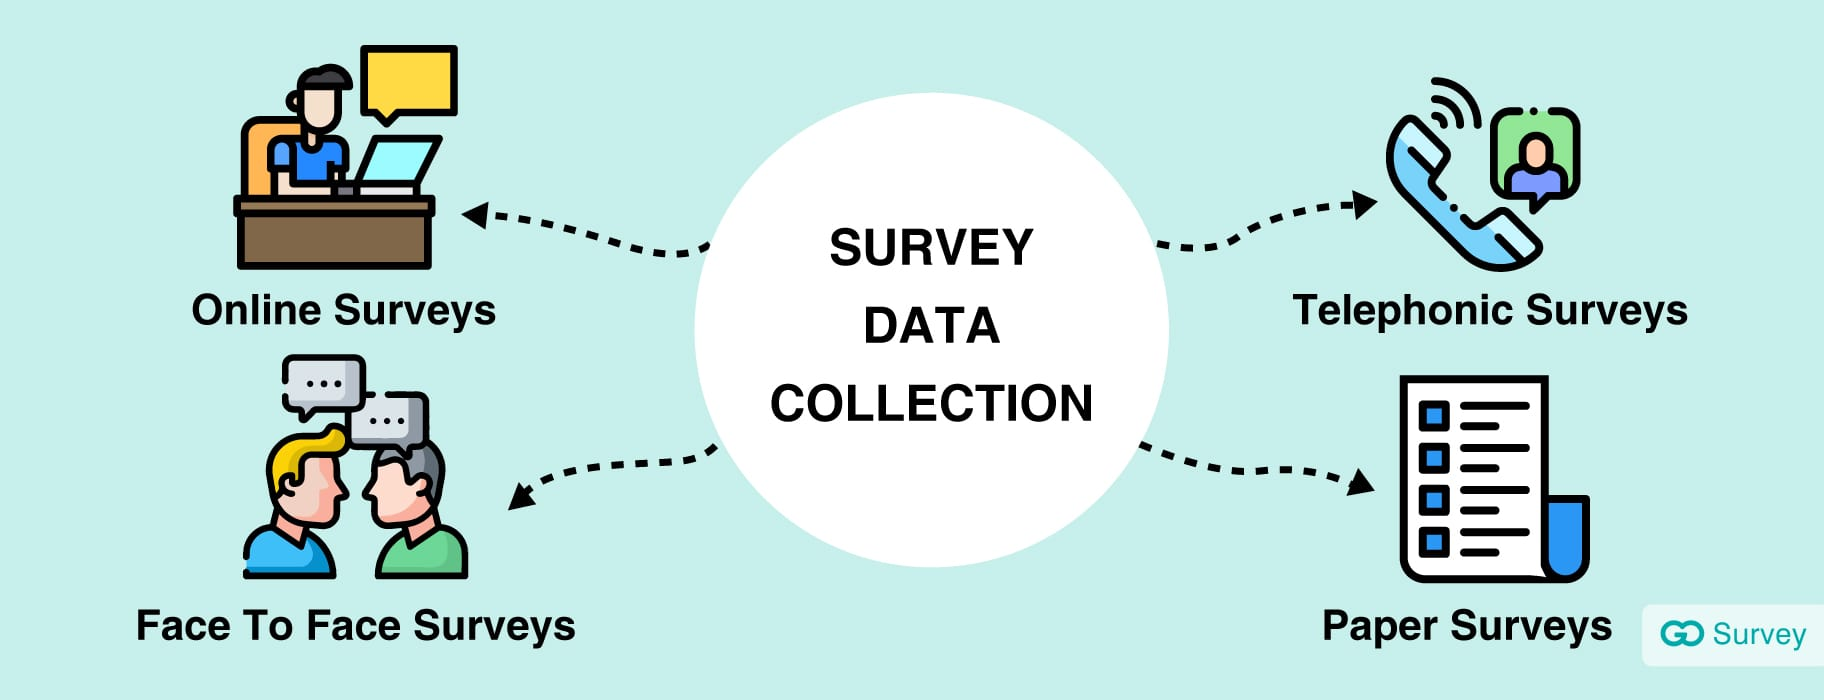 SURVEY
DATA
COLLECTION
Online Surveys
Telephonic Surveys
Face To Face Surveys
Paper Surveys
GO Survey